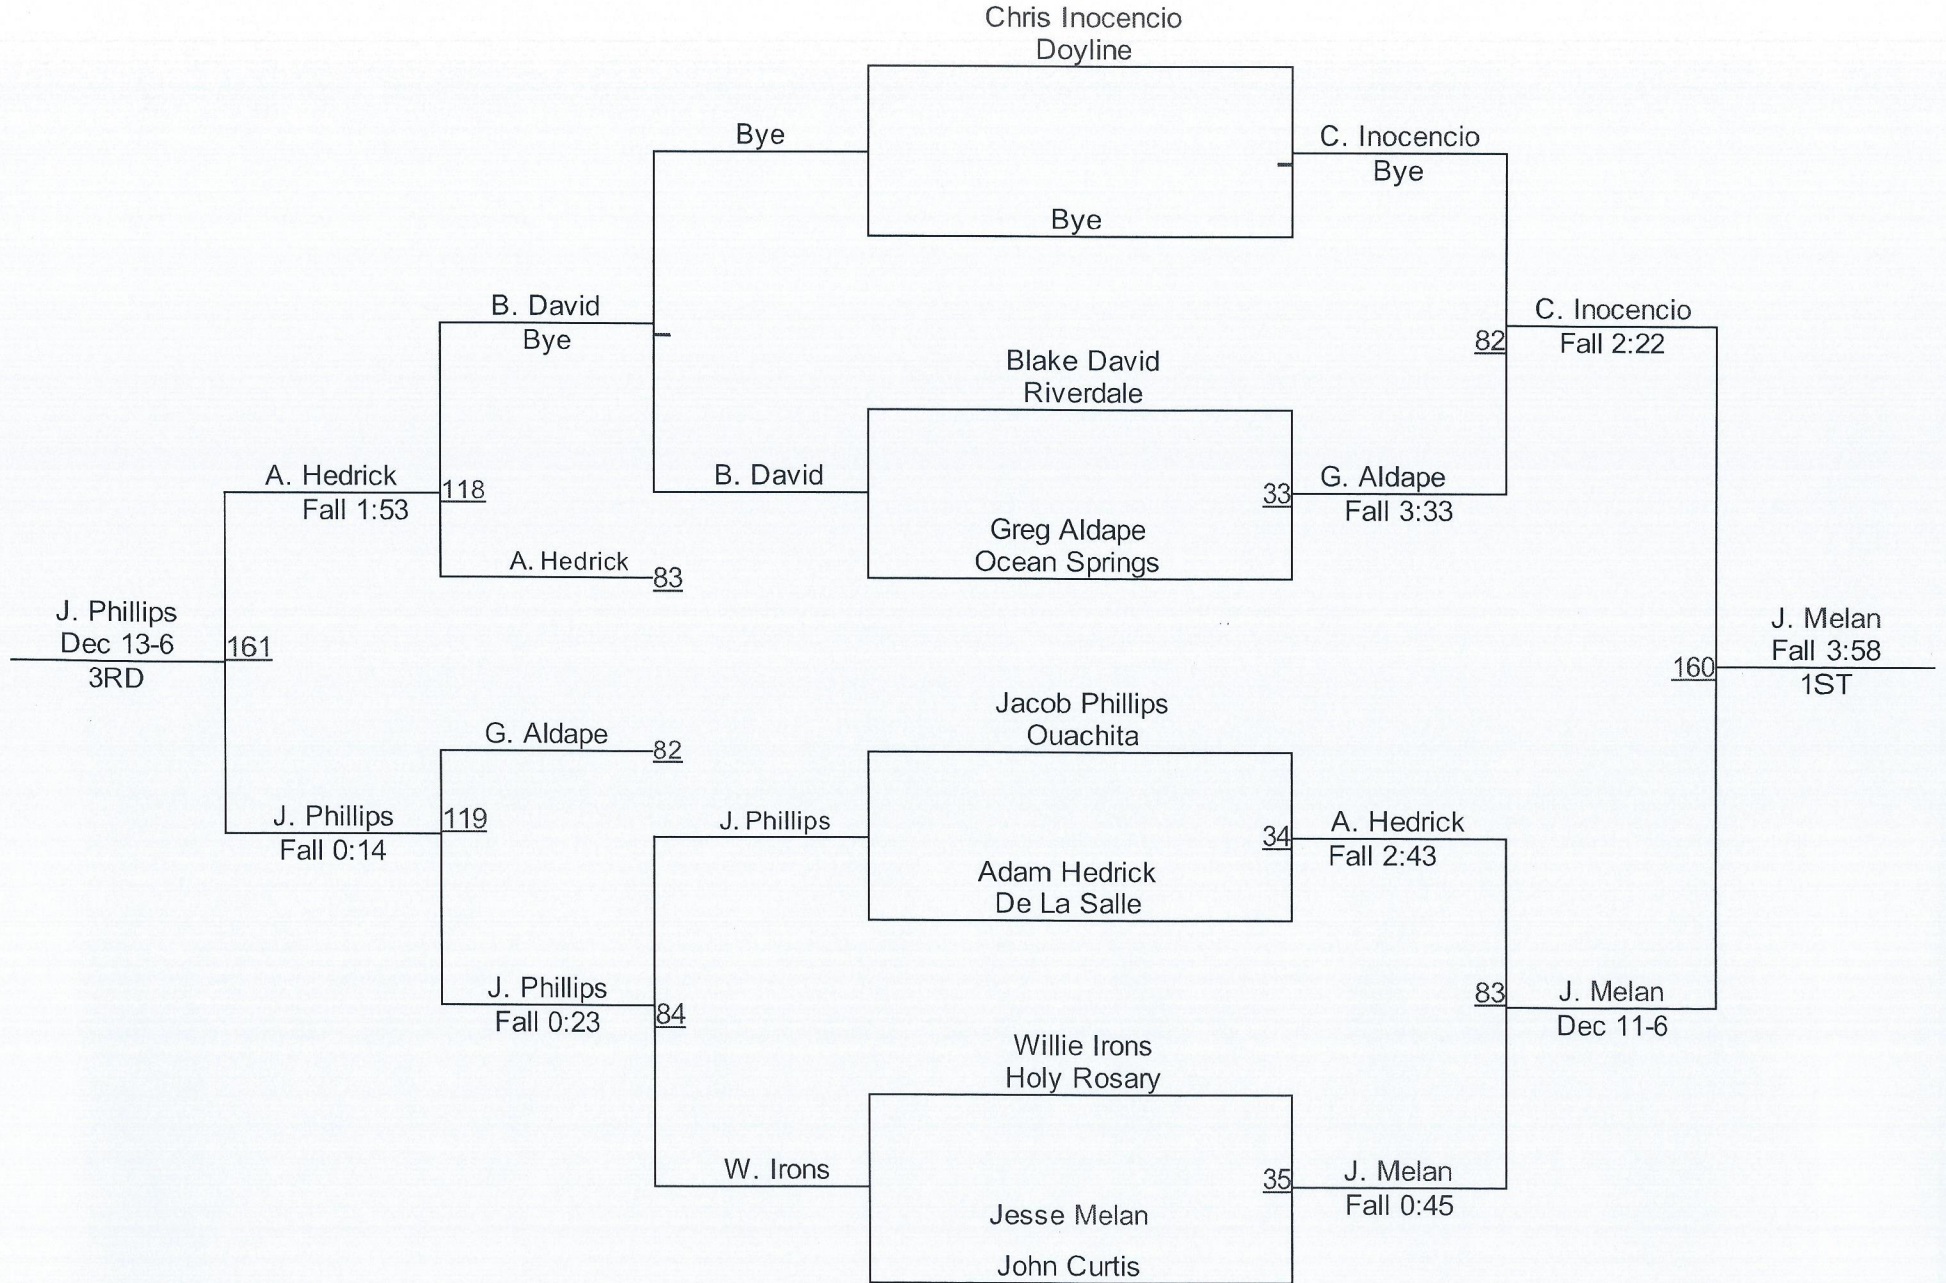 Chris Inocencio
Doyline
Bye
C. Inocencio
Bye
Bye
B. David
Bye
C. Inocencio
82
Fall 2:22
Blake David
Riverdale
A. Hedrick
118
Fall 1:53
B. David
33
G. Aldape
Fall 3:33
Greg Aldape
Ocean Springs
A. Hedrick
83
J. Phillips
Dec 13-6
161
3RD
J. Melan
Fall 3:58
160
1ST
Jacob Phillips
Ouachita
G. Aldape
82
J. Phillips
119
Fall 0:14
J. Phillips
34
A. Hedrick
Fall 2:43
Adam Hedrick
De La Salle
J. Phillips
84
Fall 0:23
83
J. Melan
Dec 11-6
Willie Irons
Holy Rosary
W. Irons
35
J. Melan
Fall 0:45
Jesse Melan
John Curtis